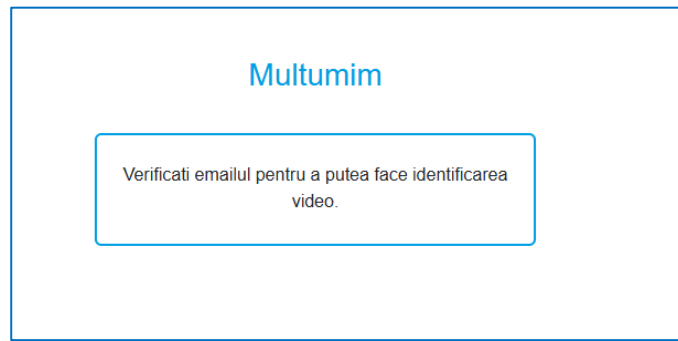 Multumim
Verificati emailul pentru a putea face identificarea
video.